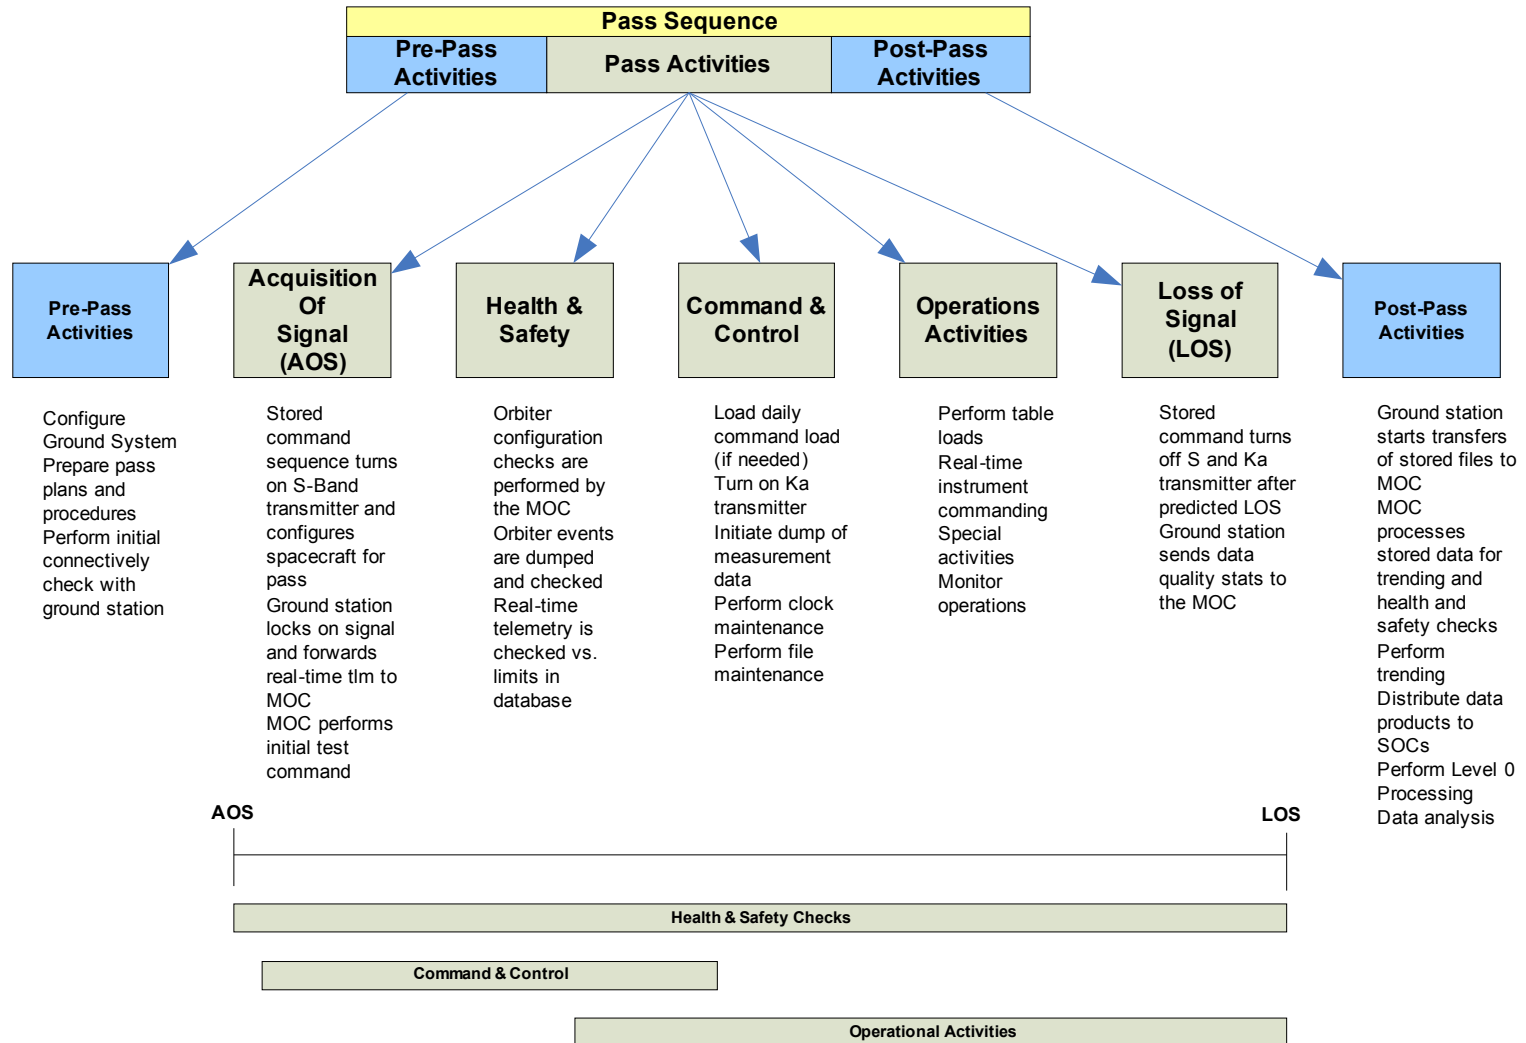 Pass Sequence
Pre-Pass
Activities
Pass Activities
Post-Pass
Activities
Pre-Pass
Activities
Configure
Ground System
Prepare pass
plans and
procedures
Perform initial
connectively
check with
ground station
Acquisition
Of
Signal
(AOS)
Stored
command
sequence turns
on S-Band
transmitter and
configures
spacecraft for
pass
Ground station
locks on signal
and forwards
real-time tlm to
MOC
MOC performs
initial test
command
Health &
Safety
Orbiter
configuration
checks are
performed by
the MOC
Orbiter events
are dumped
and checked
Real-time
telemetry is
checked vs.
limits in
database
Command &
Control
Load daily
command load
(if needed)
Turn on Ka
transmitter
Initiate dump of
measurement
data
Perform clock
maintenance
Perform file
maintenance
Operations
Activities
Perform table
loads
Real-time
instrument
commanding
Special
activities
Monitor
operations
Loss of
Signal
(LOS)
Stored
command turns
off S and Ka
transmitter after
predicted LOS
Ground station
sends data
quality stats to
the MOC
Post-Pass
Activities
Ground station
starts transfers
of stored files to
MOC
MOC
processes
stored data for
trending and
health and
safety checks
Perform
trending
Distribute data
products to
SOCs
Perform Level 0
Processing
Data analysis
AOS
LOS
Health & Safety Checks
Command & Control
Operational Activities